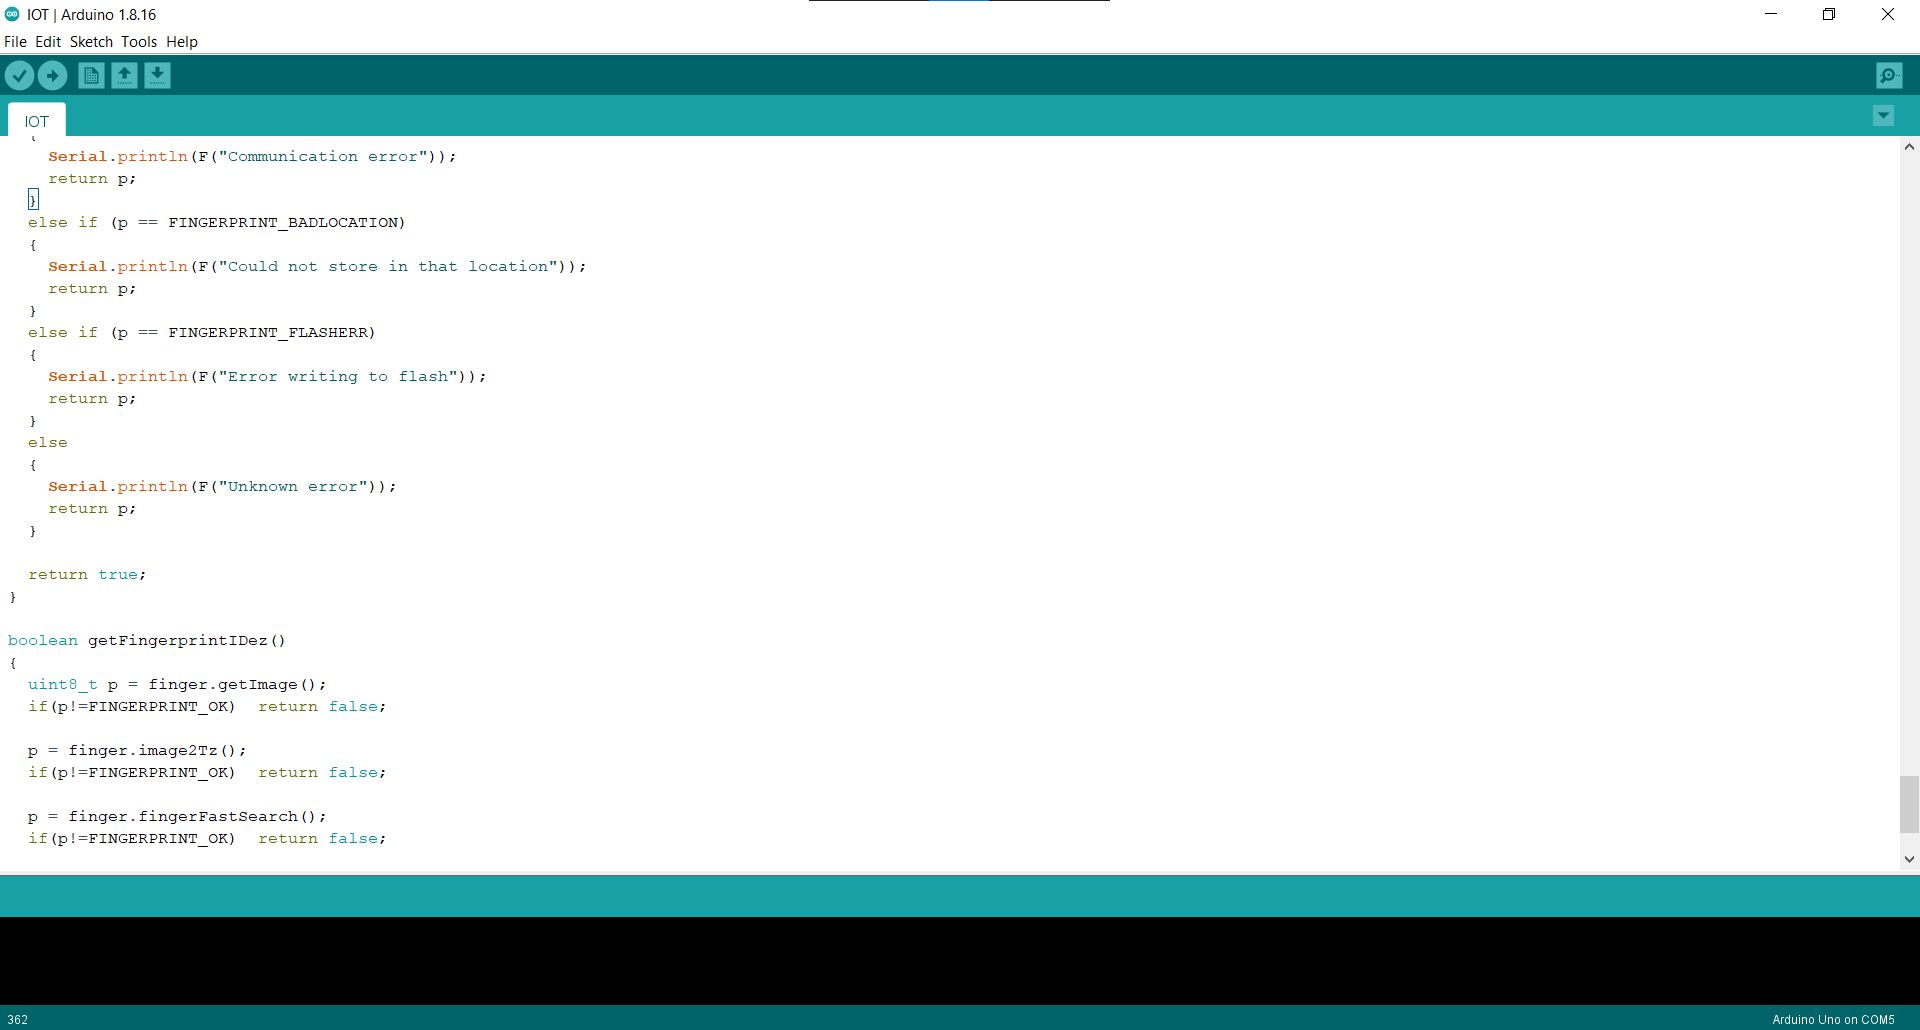 IOT | Arduino 1.8.16
File Edit Sketch Tools Help
IOT
{
Serial.println(F("Communication error"));
return p;
}
else if (p == FINGERPRINT_BADLOCATION)
{
Serial.println(F("Could not store in that location"));
return p;
}
else if (p == FINGERPRINT_FLASHERR)
{
Serial.println(F("Error writing to flash"));
return p;
}
else
{
Serial.println(F("Unknown error"));
return p;
}
return true;
}
boolean getFingerprintIDez()
{
uint8_t p = finger.getImage();
if(p!=FINGERPRINT_OK)  return false;
p = finger.image2Tz();
if(p!=FINGERPRINT_OK)  return false;
p = finger.fingerFastSearch();
if(p!=FINGERPRINT_OK)  return false;
362
Arduino Uno on COM5